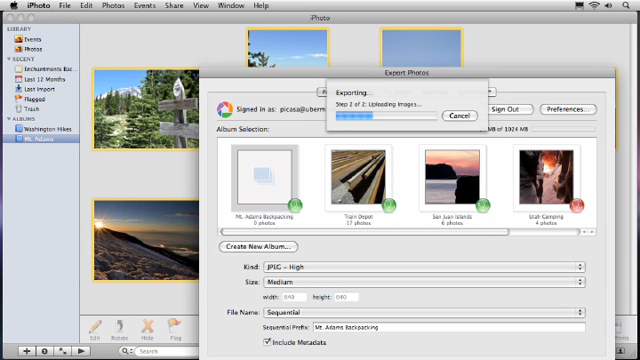 iPhoto File Edit Photos Events Share View Window Help
iPhoto
LIBRARY
Events
Photos
RECENT
Enchantments Back
Last 12 Months
Last Import
Flagged
Trash
ALBUMS
Washington Hikes
Mt. Adams
Export Photos
Exporting...
Step 2 of 2: Uploading Images...
Cancel
Signed in as: picasa@uberm
Sign Out
Preferences...
Album Selection:
MB of 1024 MB
Mt. Adams Backpacking
0 photos
Train Depot
17 photos
San Juan Islands
6 photos
Utah Camping
4 photos
Create New Album...
Kind: JPEG - High
Size: Medium
width: 640 height: 640
File Name: Sequential
Sequential Prefix: Mt. Adams Backpacking
Include Metadata
Edit Rotate Hide Flag
Search